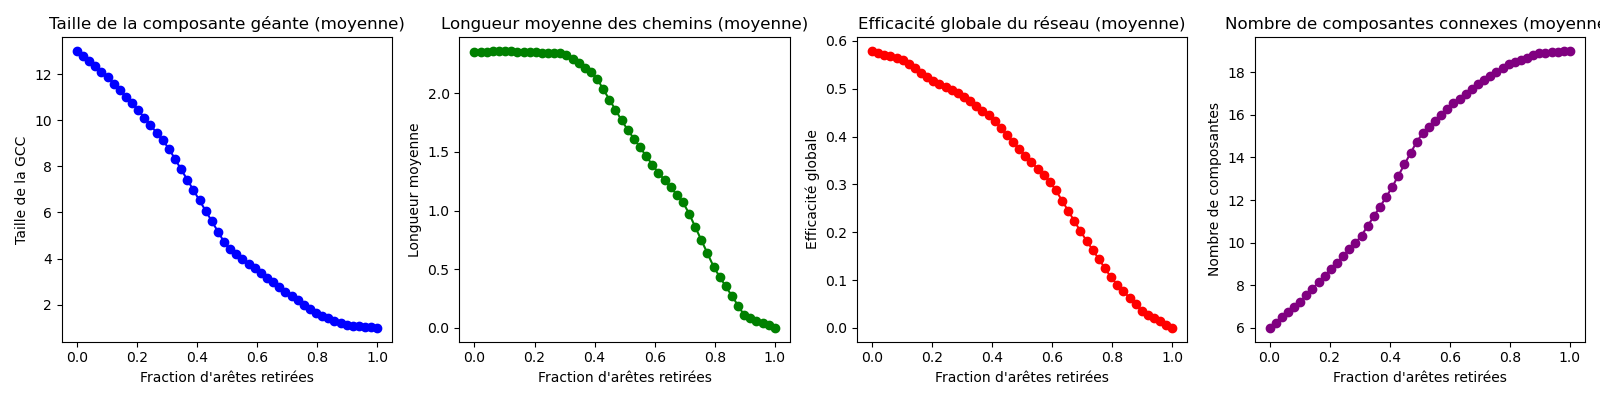 Taille de la composante géante (moyenne)
12
10
8
6
4
2
0.0 0.2 0.4 0.6 0.8 1.0
Taille de la GCC
Fraction d'arêtes retirées
Longueur moyenne des chemins (moyenne)
2.0
1.5
1.0
0.5
0.0
0.0 0.2 0.4 0.6 0.8 1.0
Longueur moyenne
Fraction d'arêtes retirées
Efficacité globale du réseau (moyenne)
0.6
0.5
0.4
0.3
0.2
0.1
0.0
0.0 0.2 0.4 0.6 0.8 1.0
Efficacité globale
Fraction d'arêtes retirées
Nombre de composantes connexes (moyenne
18
16
14
12
10
8
6
0.0 0.2 0.4 0.6 0.8 1.0
Nombre de composantes
Fraction d'arêtes retirées